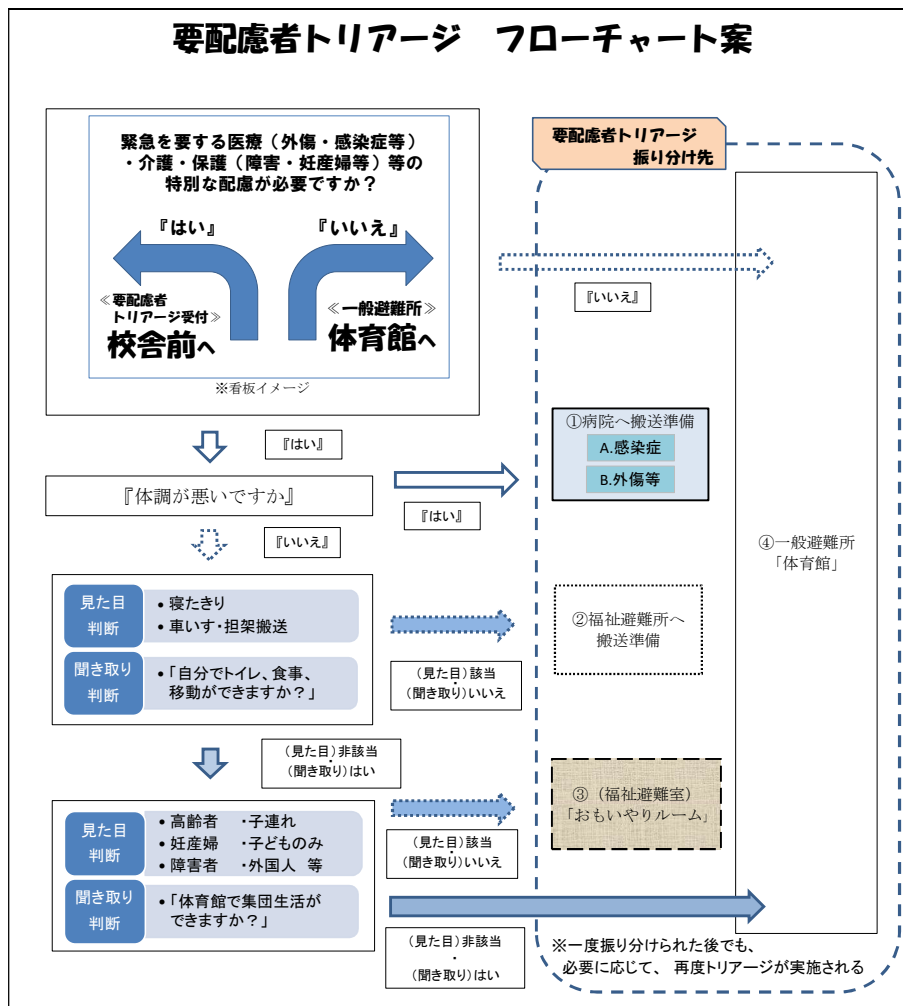 要配慮者トリアージ　フローチャート案
緊急を要する医療（外傷・感染症等）
・介護・保護（障害・妊産婦等）等の
特別な配慮が必要ですか？
『はい』
『いいえ』
≪要配慮者
トリアージ受付≫
校舎前へ
≪一般避難所≫
体育館へ
※看板イメージ
要配慮者トリアージ
振り分け先
『いいえ』
『はい』
①病院へ搬送準備
A.感染症
B.外傷等
『体調が悪いですか』
『はい』
『いいえ』
④一般避難所
「体育館」
見た目
判断
• 寝たきり
• 車いす・担架搬送
聞き取り
判断
• 「自分でトイレ、食事、
移動ができますか？」
（見た目）該当
・
（聞き取り）いいえ
②福祉避難所へ
搬送準備
（見た目）非該当
・
（聞き取り）はい
見た目
判断
• 高齢者　・子連れ
• 妊産婦　・子どものみ
• 障害者　・外国人　等
聞き取り
判断
• 「体育館で集団生活が
できますか？」
（見た目）該当
・
（聞き取り）いいえ
③（福祉避難室）
「おもいやりルーム」
（見た目）非該当
・
（聞き取り）はい
※一度振り分けられた後でも、
必要に応じて、再度トリアージが実施される